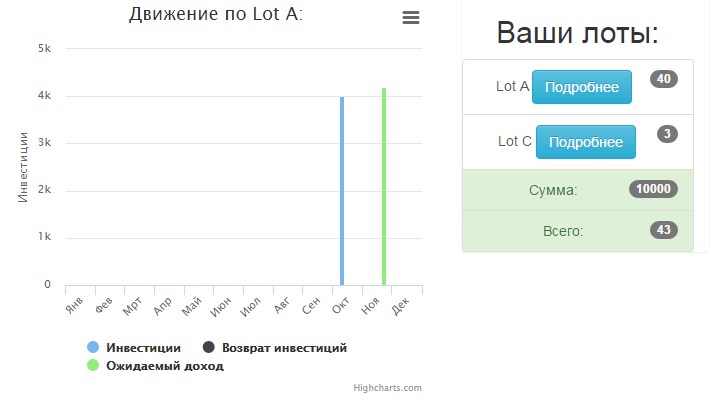 Движение по Lot A:
5k
4k
3k
2k
1k
0
Инвестиции
Янв
Фев
Мрт
Апр
Май
Июн
Июл
Авг
Сен
Окт
Ноя
Дек
Инвестиции
Возврат инвестиций
Ожидаемый доход
Highcharts.com
Ваши лоты:
Lot A Подробнее 40
Lot C Подробнее 3
Сумма: 10000
Всего: 43